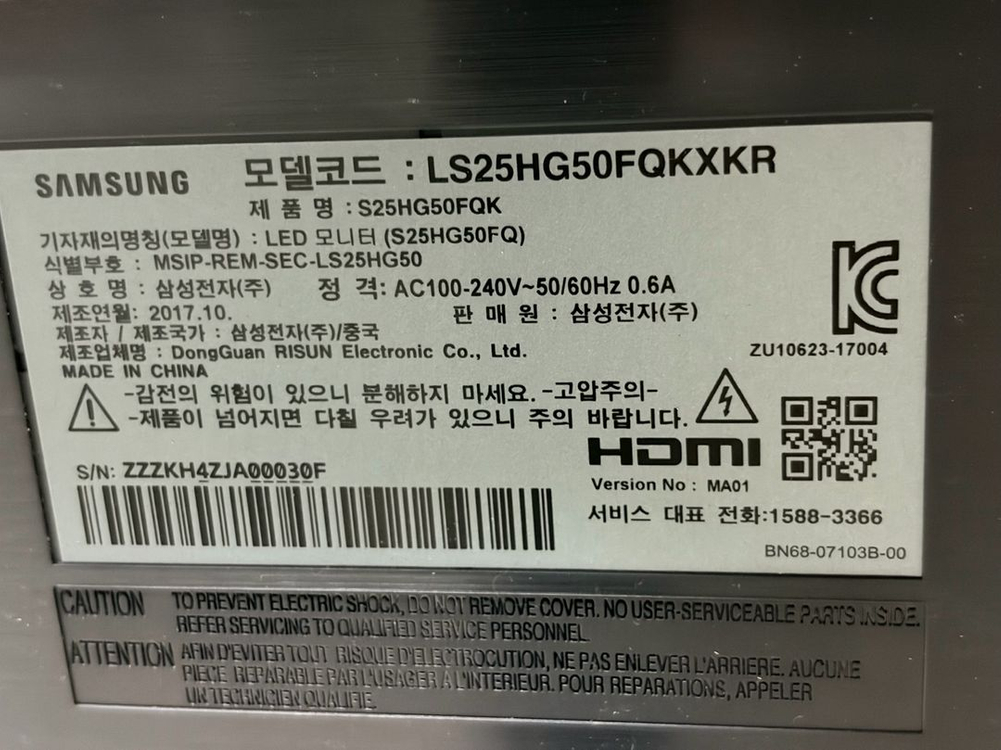 SAMSUNG
모델코드 : LS25HG50FQKXKR
제 품 명 : S25HG50FQK
기자재의명칭(모델명) : LED 모니터 (S25HG50FQ)
식별부호 : MSIP-REM-SEC-LS25HG50
상 호 명 : 삼성전자(주) 정 격: AC100-240V~50/60Hz 0.6A
제조연월: 2017.10. 판 매 원 : 삼성전자(주)
제조자 / 제조국가 : 삼성전자(주)/중국
제조업체명 : DongGuan RISUN Electronic Co., Ltd.
MADE IN CHINA
ZU10623-17004
-감전의 위험이 있으니 분해하지 마세요. -고압주의-
-제품이 넘어지면 다칠 우려가 있으니 주의 바랍니다.
HDMI
S/N: ZZZKH4ZJA00030F
Version No : MA01
서비스 대표 전화:1588-3366
BN68-07103B-00
CAUTION TO PREVENT ELECTRIC SHOCK, DO NOT REMOVE COVER. NO USER-SERVICEABLE PARTS INSIDE.
REFER SERVICING TO QUALIFIED SERVICE PERSONNEL
ATTENTION AFIN D'EVITER TOUT RISQUE D'ELECTROCUTION, NE PAS ENLEVER L'ARRIERE. AUCUNE
PIECE REPARABLE PAR L'USAGER A L'INTERIEUR. POUR REPARATIONS, APPELER
UN TECHNICIEN QUALIFIE.